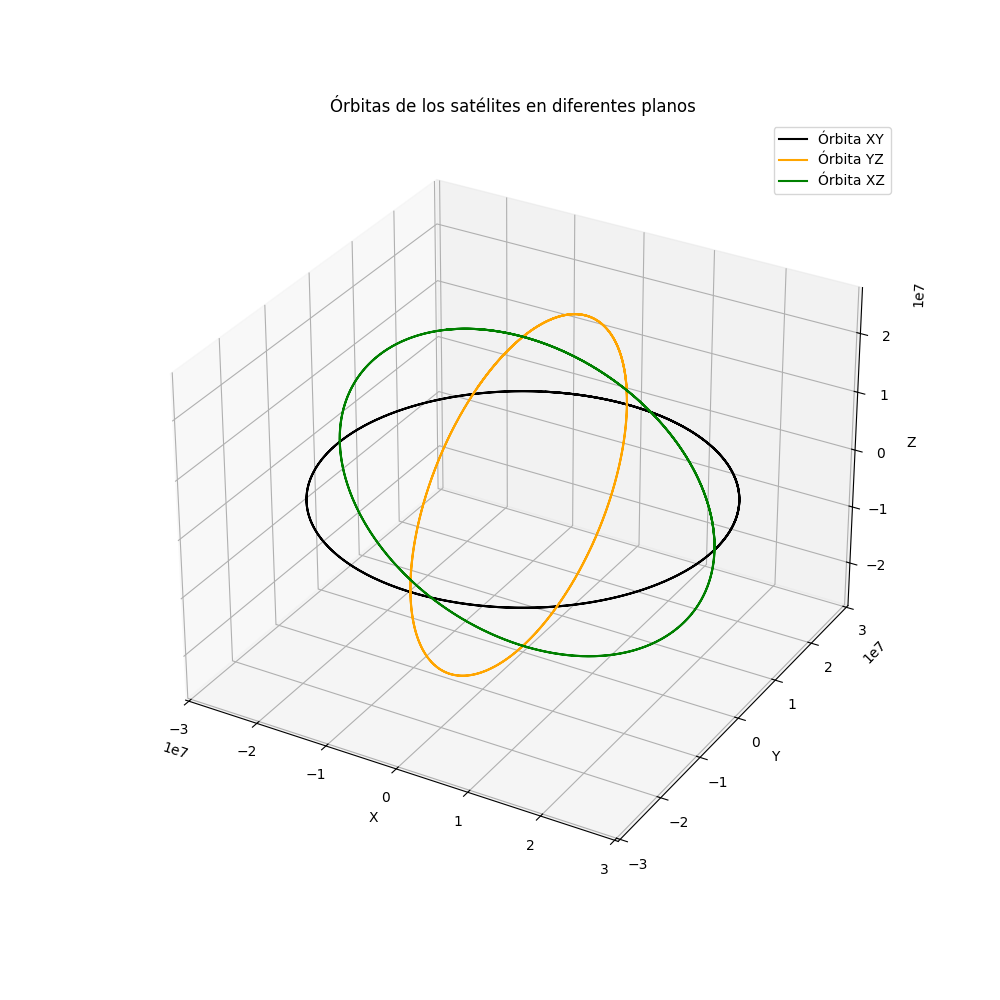 Órbitas de los satélites en diferentes planos
Órbita XY
Órbita YZ
Órbita XZ
1e7
2
1
0
−1
−2
Z
3
2
1
0
−1
−2
−3
1e7
Y
−3
−2
−1
0
1
2
3
1e7
X